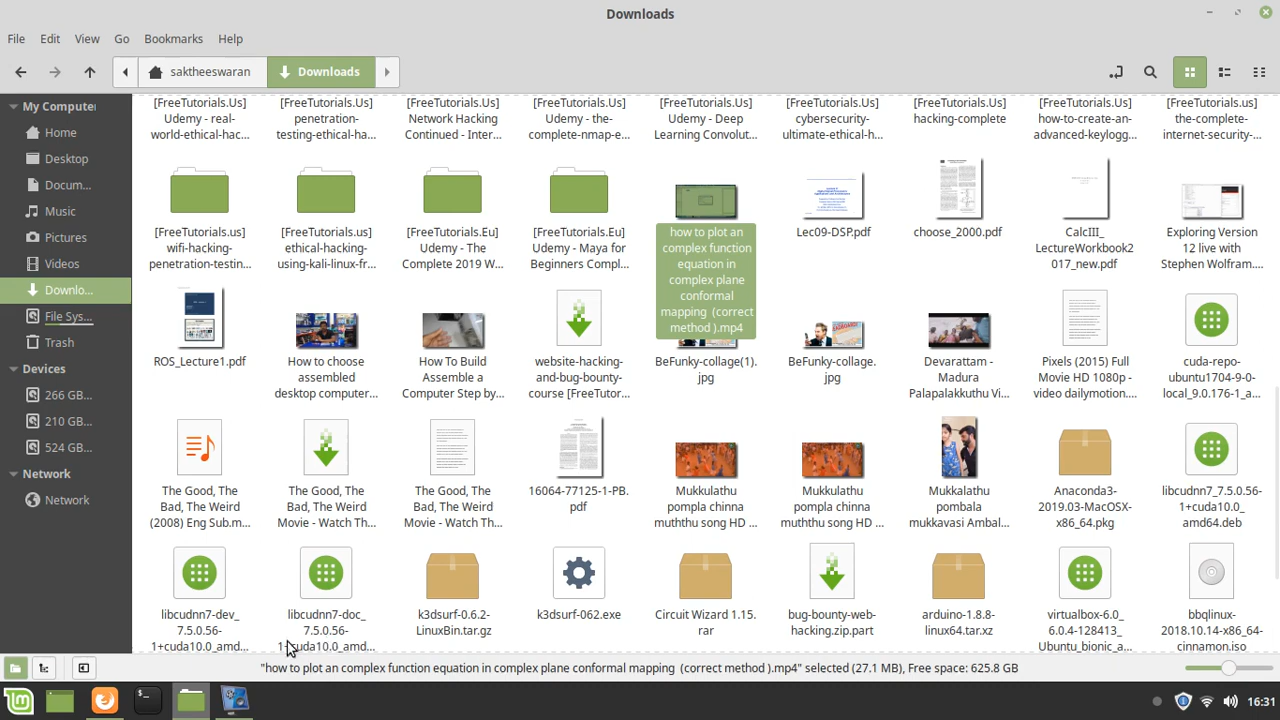 Downloads
File Edit View Go Bookmarks Help
saktheeswaran Downloads
My Compute
Home
Desktop
Docum...
Music
Pictures
Videos
Downlo...
File Sys...
Trash
Devices
266 GB...
210 GB...
524 GB...
Network
Network
[FreeTutorials.Us]
Udemy - real-
world-ethical-hac...
[FreeTutorials.Us]
penetration-
testing-ethical-ha...
[FreeTutorials.Us]
Network Hacking
Continued - Inter...
[FreeTutorials.Us]
Udemy - the-
complete-nmap-e...
[FreeTutorials.Us]
Udemy - Deep
Learning Convolut...
[FreeTutorials.Us]
cybersecurity-
ultimate-ethical-h...
[FreeTutorials.Us]
hacking-complete
[FreeTutorials.Us]
how-to-create-an-
advanced-keylogg...
[FreeTutorials.us]
the-complete-
internet-security-...
[FreeTutorials.us]
wifi-hacking-
penetration-testin...
[FreeTutorials.us]
ethical-hacking-
using-kali-linux-fr...
[FreeTutorials.Eu]
Udemy - The
Complete 2019 W...
[FreeTutorials.Eu]
Udemy - Maya for
Beginners Compl...
how to plot an
complex function
equation in
complex plane
conformal
mapping (correct
method ).mp4
Lec09-DSP.pdf
choose_2000.pdf
CalcIII_
LectureWorkbook2
017_new.pdf
Exploring Version
12 live with
Stephen Wolfram....
ROS_Lecture1.pdf
How to choose
assembled
desktop computer...
How To Build
Assemble a
Computer Step by...
website-hacking-
and-bug-bounty-
course [FreeTutor...
BeFunky-collage(1).
jpg
BeFunky-collage.
jpg
Devarattam -
Madura
Palapalakkuthu Vi...
Pixels (2015) Full
Movie HD 1080p -
video dailymotion....
cuda-repo-
ubuntu1704-9-0-
local_9.0.176-1_a...
The Good, The
Bad, The Weird
(2008) Eng Sub.m...
The Good, The
Bad, The Weird
Movie - Watch Th...
The Good, The
Bad, The Weird
Movie - Watch Th...
16064-77125-1-PB.
pdf
Mukkulathu
pompla chinna
muththu song HD ...
Mukkulathu
pompla chinna
muththu song HD ...
Mukkalathu
pombala
mukkavasi Ambal...
Anaconda3-
2019.03-MacOSX-
x86_64.pkg
libcudnn7_7.5.0.56-
1+cuda10.0_
amd64.deb
libcudnn7-dev_
7.5.0.56-
1+cuda10.0_amd...
libcudnn7-doc_
7.5.0.56-
1+cuda10.0_amd...
k3dsurf-0.6.2-
LinuxBin.tar.gz
k3dsurf-062.exe
Circuit Wizard 1.15.
rar
bug-bounty-web-
hacking.zip.part
arduino-1.8.8-
linux64.tar.xz
virtualbox-6.0_
6.0.4-128413_
Ubuntu_bionic_a...
bbqlinux-
2018.10.14-x86_64-
cinnamon.iso
"how to plot an complex function equation in complex plane conformal mapping (correct method ).mp4" selected (27.1 MB), Free space: 625.8 GB
16:31